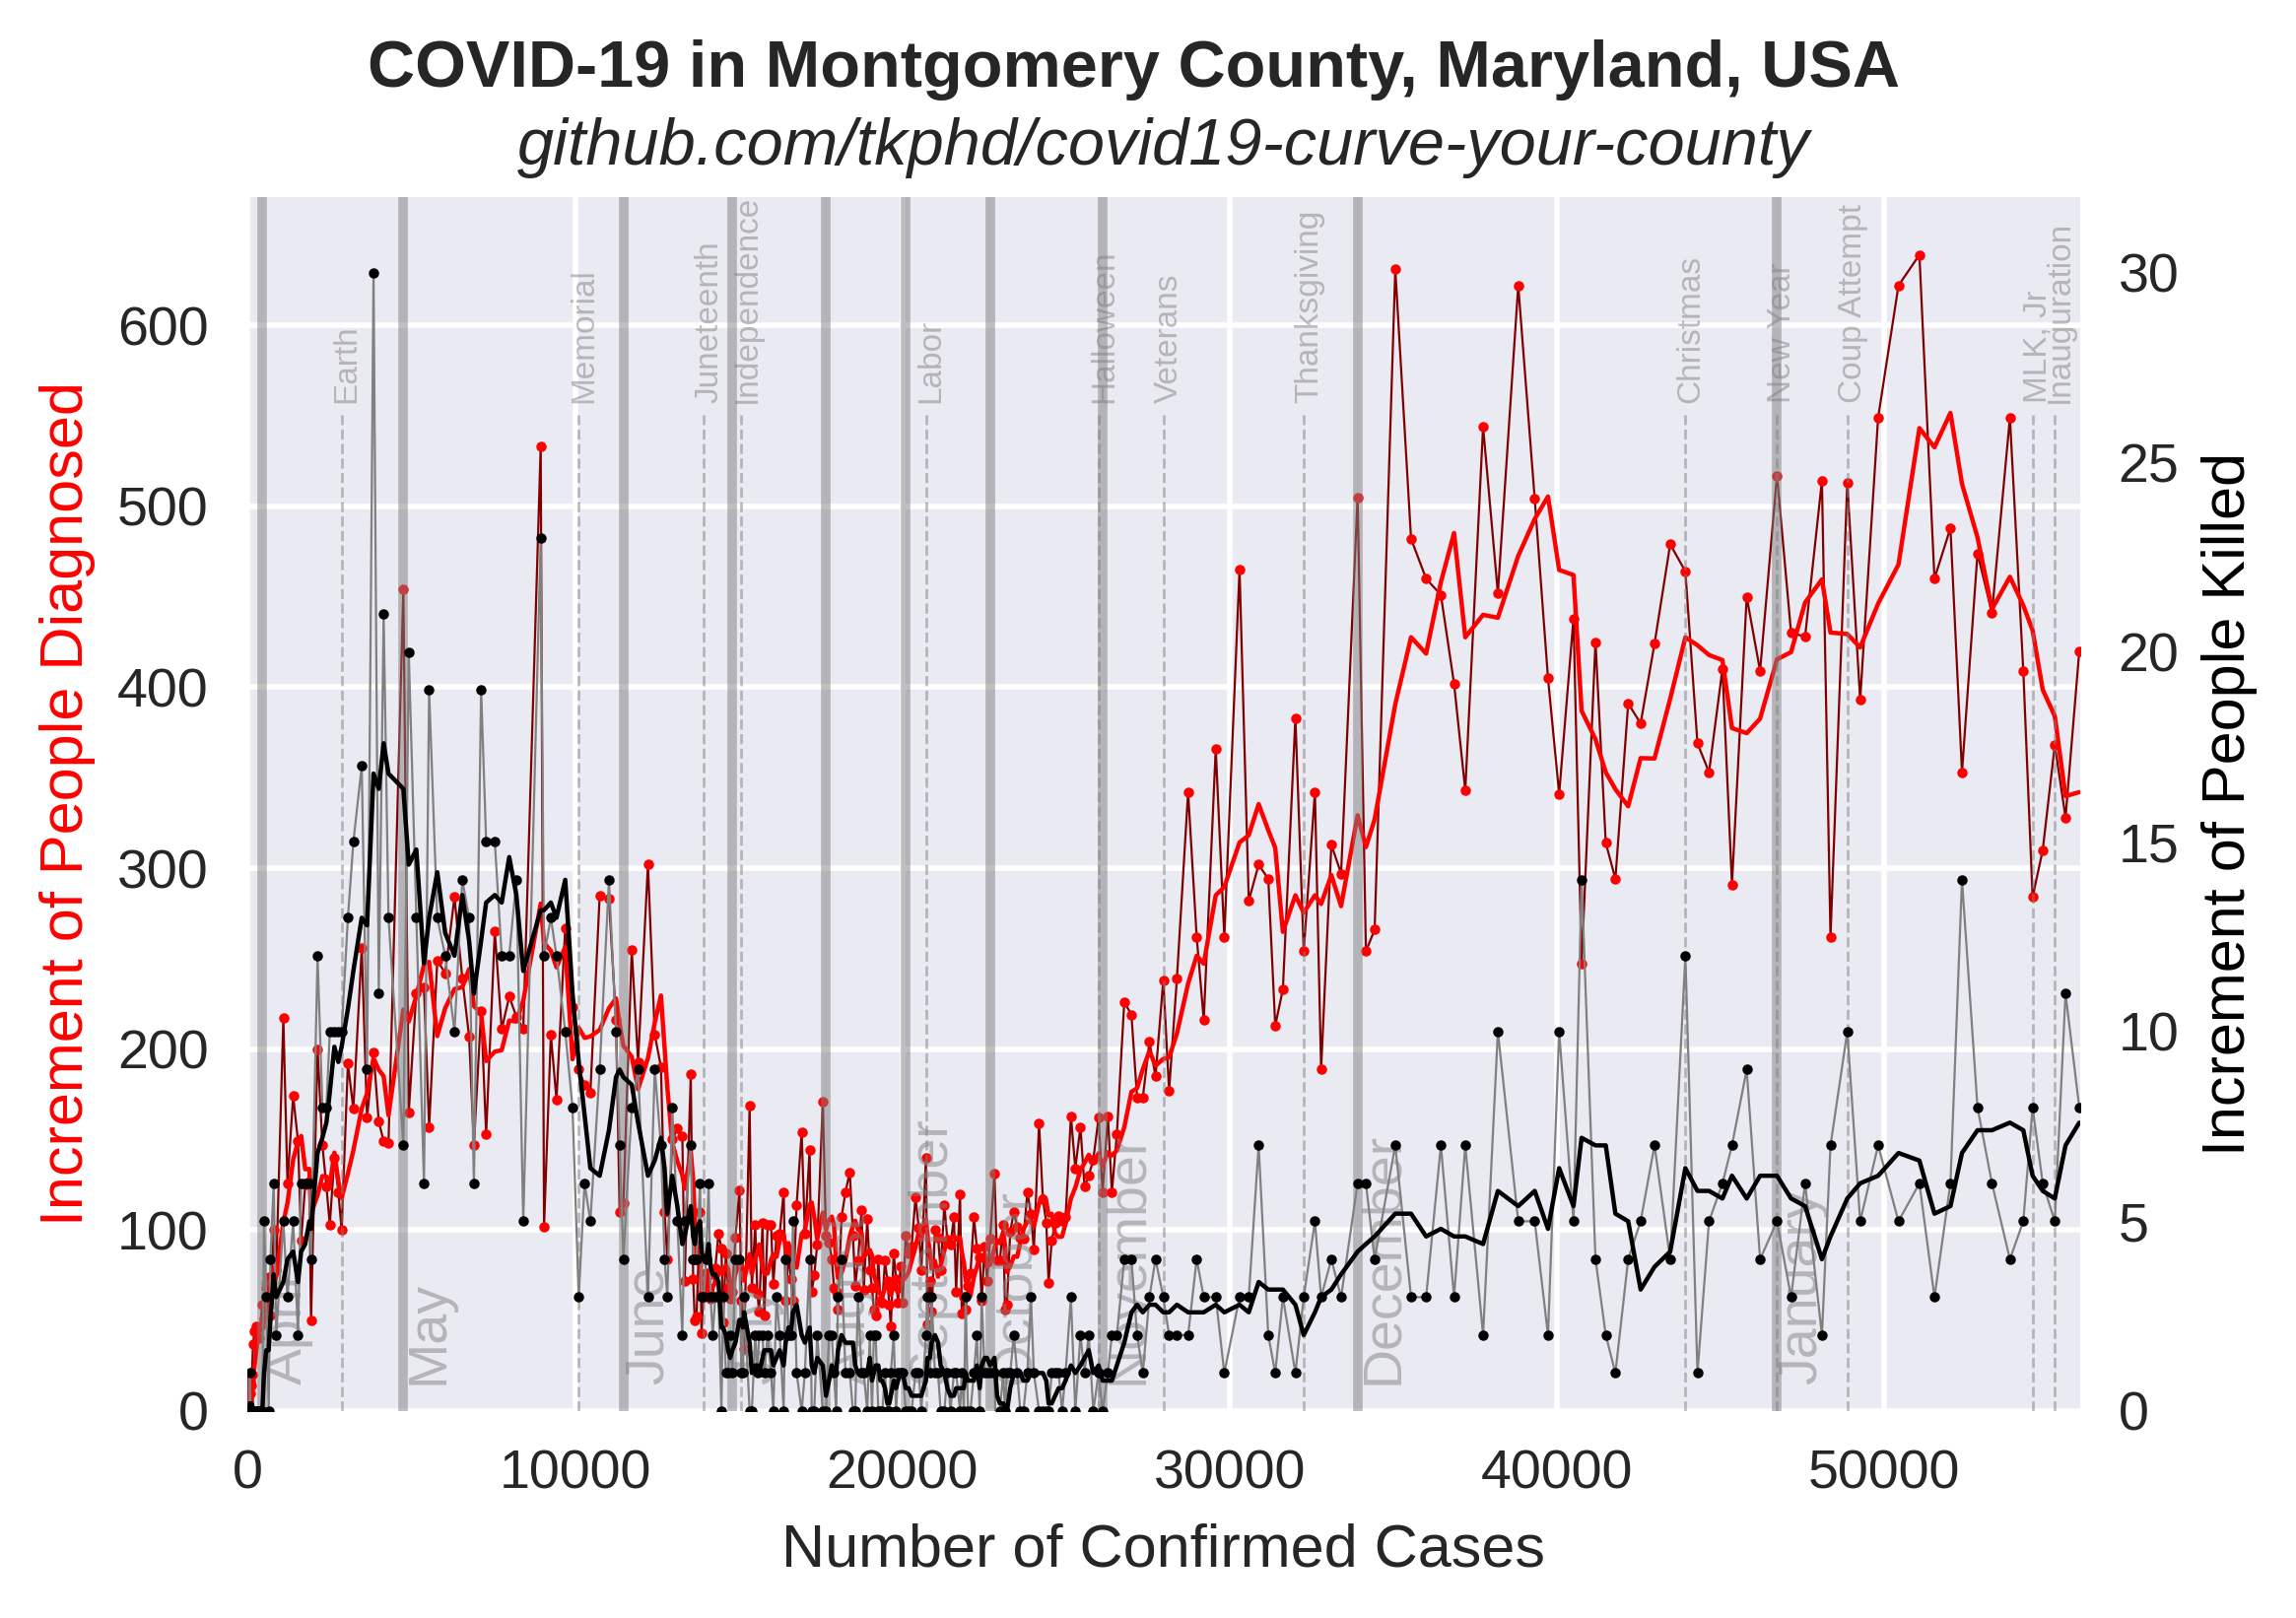 COVID-19 in Montgomery County, Maryland, USA
github.com/tkphd/covid19-curve-your-county
Increment of People Diagnosed
600
500
400
300
200
100
0
Earth
Memorial
Juneteenth
Independence
Labor
Halloween
Veterans
Thanksgiving
Christmas
New Year
Coup Attempt
MLK, Jr
Inauguration
April
May
June
September
October
November
December
January
30
25
20
15
10
5
0
Increment of People Killed
0
10000
20000
30000
40000
50000
Number of Confirmed Cases